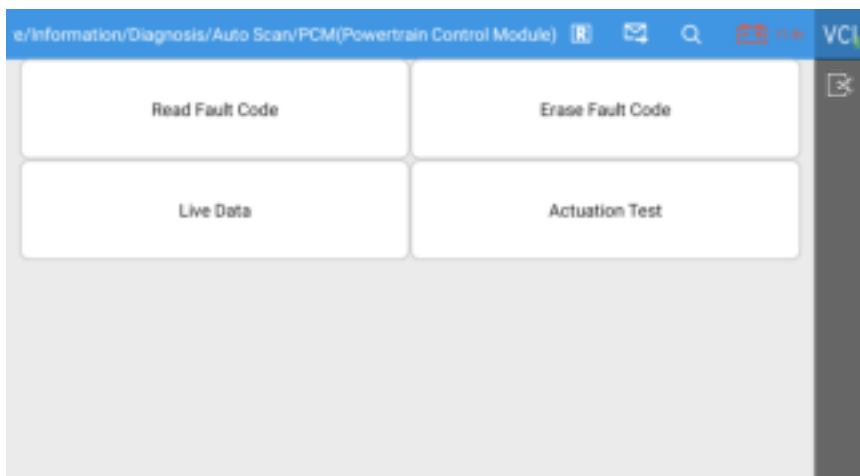 e/Information/Diagnosis/Auto Scan/PCM(Powertrain Control Module) R VCI
Read Fault Code
Erase Fault Code
Live Data
Actuation Test